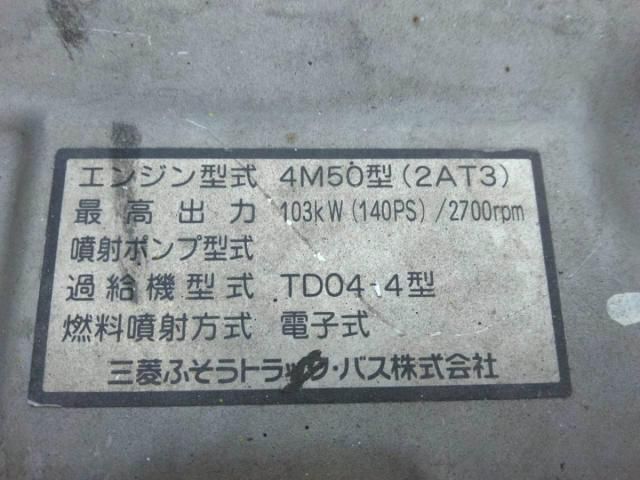 エンジン型式 4M50型(2AT3)
最高出力 103kW(140PS)/2700rpm
噴射ポンプ型式
過給機型式 TD04-4型
燃料噴射方式 電子式
三菱ふそうトラック・バス株式会社